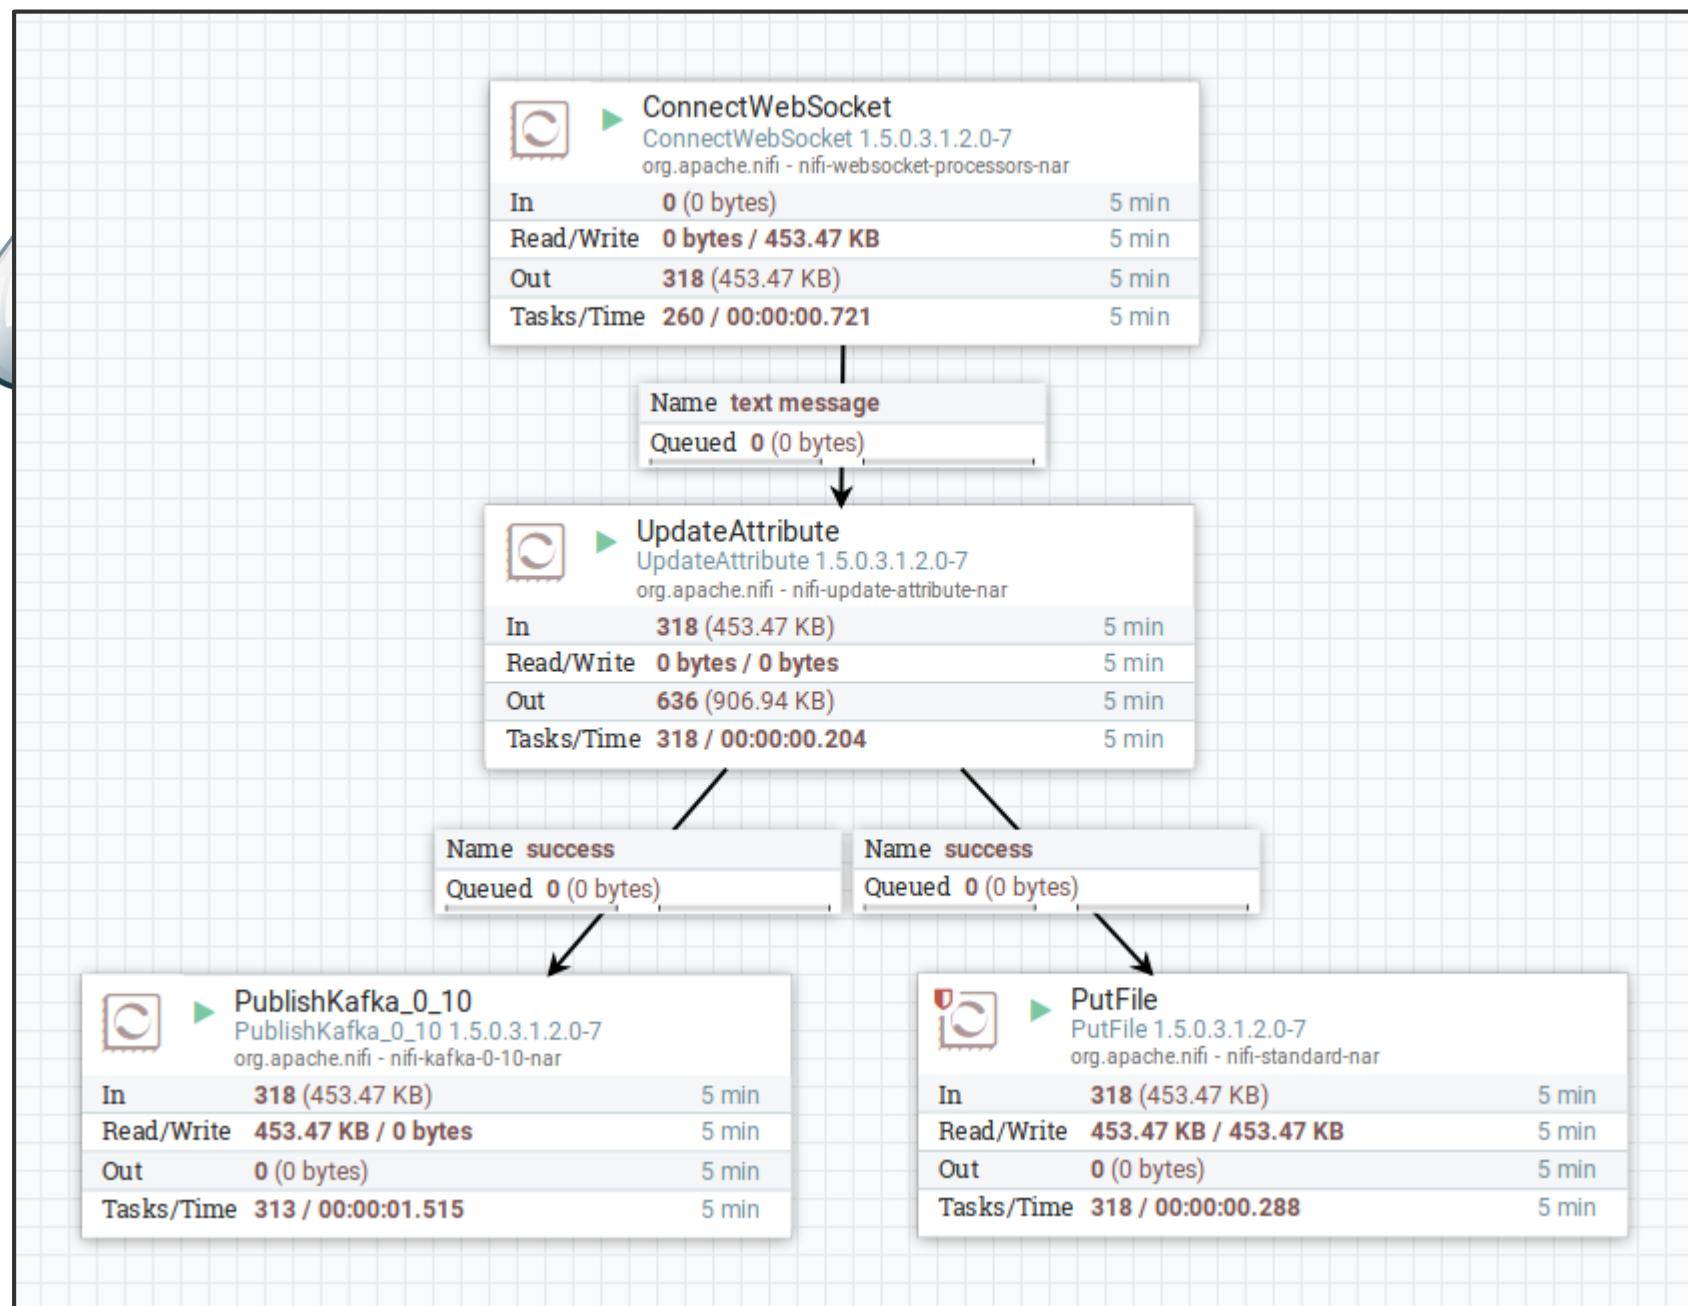 ConnectWebSocket
ConnectWebSocket 1.5.0.3.1.2.0-7
org.apache.nifi - nifi-websocket-processors-nar
In 0 (0 bytes) 5 min
Read/Write 0 bytes / 453.47 KB 5 min
Out 318 (453.47 KB) 5 min
Tasks/Time 260 / 00:00:00.721 5 min
Name text message
Queued 0 (0 bytes)
UpdateAttribute
UpdateAttribute 1.5.0.3.1.2.0-7
org.apache.nifi - nifi-update-attribute-nar
In 318 (453.47 KB) 5 min
Read/Write 0 bytes / 0 bytes 5 min
Out 636 (906.94 KB) 5 min
Tasks/Time 318 / 00:00:00.204 5 min
Name success
Queued 0 (0 bytes)
Name success
Queued 0 (0 bytes)
PublishKafka_0_10
PublishKafka_0_10 1.5.0.3.1.2.0-7
org.apache.nifi - nifi-kafka-0-10-nar
In 318 (453.47 KB) 5 min
Read/Write 453.47 KB / 0 bytes 5 min
Out 0 (0 bytes) 5 min
Tasks/Time 313 / 00:00:01.515 5 min
PutFile
PutFile 1.5.0.3.1.2.0-7
org.apache.nifi - nifi-standard-nar
In 318 (453.47 KB) 5 min
Read/Write 453.47 KB / 453.47 KB 5 min
Out 0 (0 bytes) 5 min
Tasks/Time 318 / 00:00:00.288 5 min